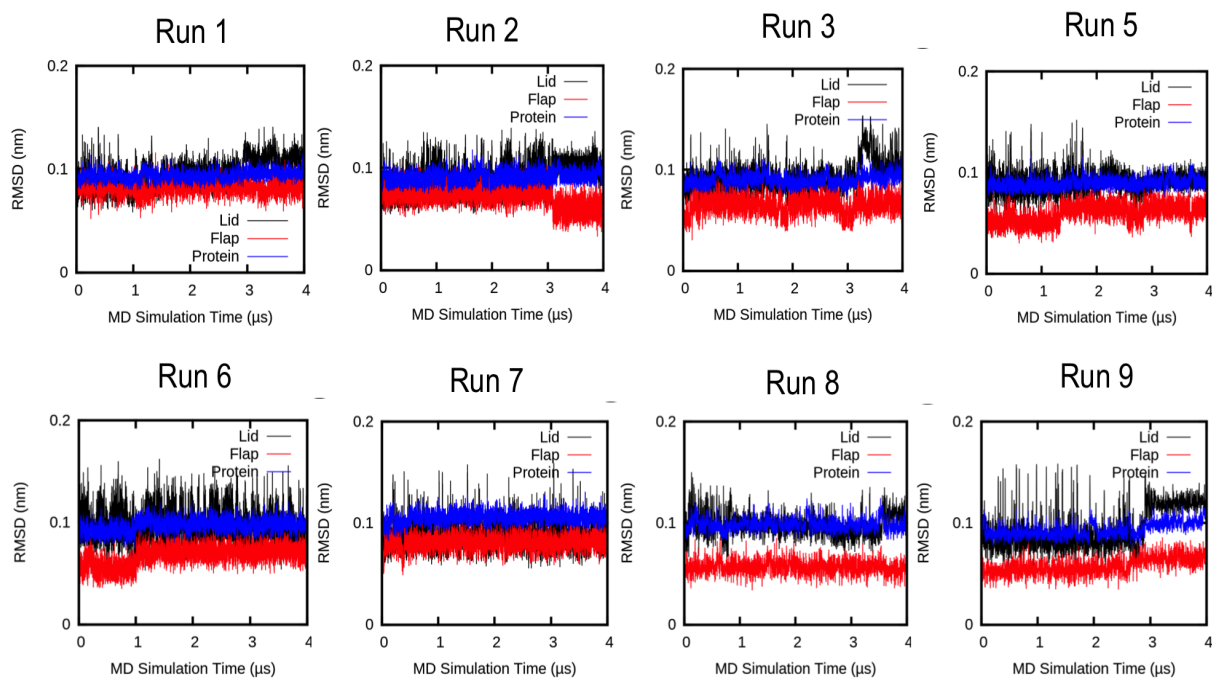 Run 1
Run 2
Run 3
Run 5
0.2
0.1
0
RMSD (nm)
Lid
Flap
Protein
0 1 2 3 4
MD Simulation Time (µs)
0.2
0.1
0
RMSD (nm)
Lid
Flap
Protein
0 1 2 3 4
MD Simulation Time (µs)
0.2
0.1
0
RMSD (nm)
Lid
Flap
Protein
0 1 2 3 4
MD Simulation Time (µs)
0.2
0.1
0
RMSD (nm)
Lid
Flap
Protein
0 1 2 3 4
MD Simulation Time (µs)
Run 6
Run 7
Run 8
Run 9
0.2
0.1
0
RMSD (nm)
Lid
Flap
Protein
0 1 2 3 4
MD Simulation Time (µs)
0.2
0.1
0
RMSD (nm)
Lid
Flap
Protein
0 1 2 3 4
MD Simulation Time (µs)
0.2
0.1
0
RMSD (nm)
Lid
Flap
Protein
0 1 2 3 4
MD Simulation Time (µs)
0.2
0.1
0
RMSD (nm)
Lid
Flap
Protein
0 1 2 3 4
MD Simulation Time (µs)